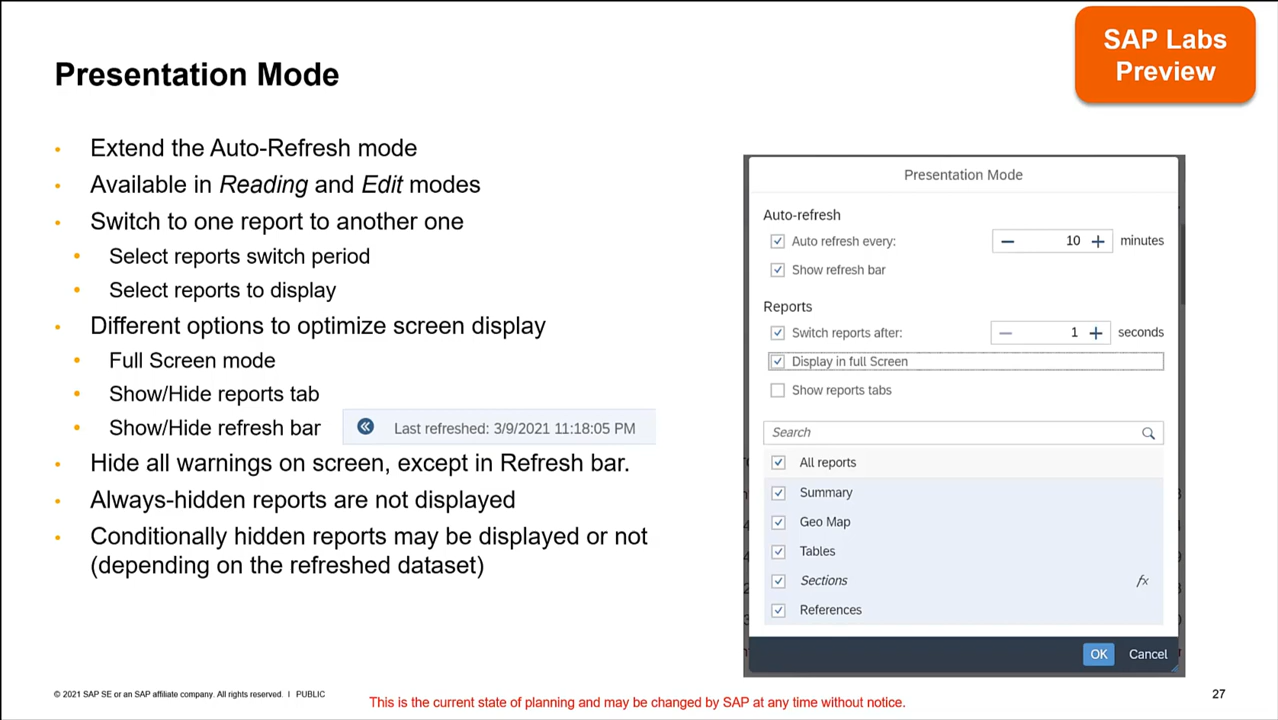 SAP Labs
Preview
Presentation Mode
• Extend the Auto-Refresh mode
• Available in Reading and Edit modes
• Switch to one report to another one
• Select reports switch period
• Select reports to display
• Different options to optimize screen display
• Full Screen mode
• Show/Hide reports tab
• Show/Hide refresh bar
Last refreshed: 3/9/2021 11:18:05 PM
• Hide all warnings on screen, except in Refresh bar.
• Always-hidden reports are not displayed
• Conditionally hidden reports may be displayed or not
(depending on the refreshed dataset)
Presentation Mode
Auto-refresh
Auto refresh every: 10 minutes
Show refresh bar
Reports
Switch reports after: 1 seconds
Display in full Screen
Show reports tabs
Search
All reports
Summary
Geo Map
Tables
Sections fx
References
OK Cancel
© 2021 SAP SE or an SAP affiliate company. All rights reserved. I PUBLIC
This is the current state of planning and may be changed by SAP at any time without notice.
27